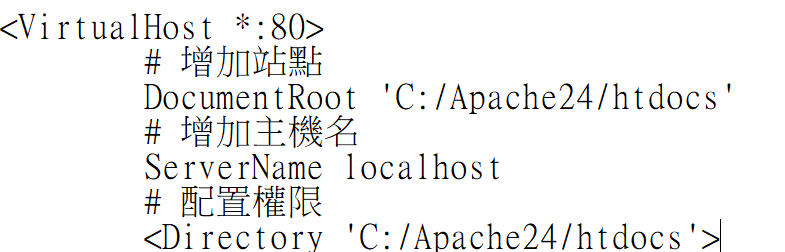 <VirtualHost *:80>
# 增加站點
DocumentRoot 'C:/Apache24/htdocs'
# 增加主機名
ServerName localhost
# 配置權限
<Directory 'C:/Apache24/htdocs'>